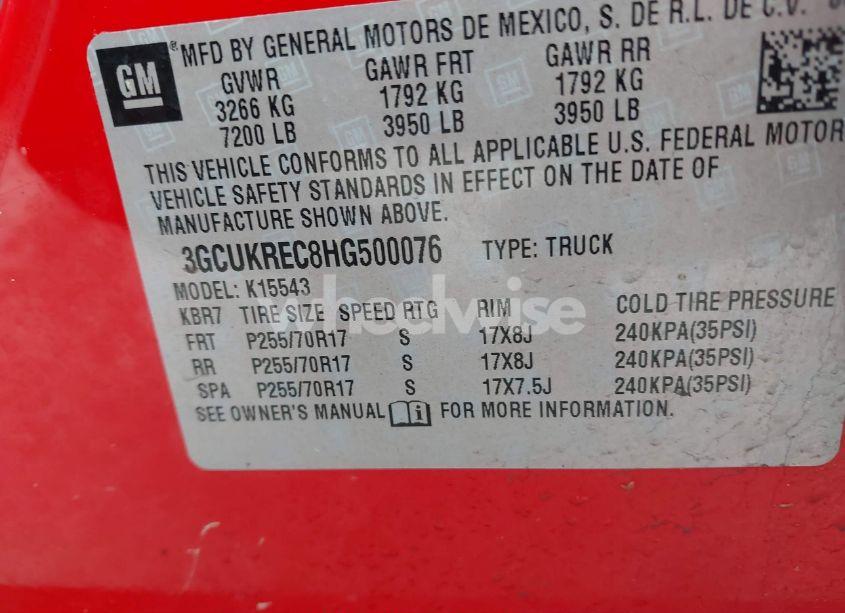 GM
MFD BY GENERAL MOTORS DE MEXICO, S. DE R.L. DE C.V.
GVWR GAWR FRT GAWR RR
3266 KG 1792 KG 1792 KG
7200 LB 3950 LB 3950 LB
THIS VEHICLE CONFORMS TO ALL APPLICABLE U.S. FEDERAL MOTOR
VEHICLE SAFETY STANDARDS IN EFFECT ON THE DATE OF
MANUFACTURE SHOWN ABOVE.
3GCUKREC8HG500076 TYPE: TRUCK
MODEL: K15543
KBR7 TIRE SIZE SPEED RTG RIM COLD TIRE PRESSURE
FRT P255/70R17 S 17X8J 240KPA(35PSI)
RR P255/70R17 S 17X8J 240KPA(35PSI)
SPA P255/70R17 S 17X7.5J 240KPA(35PSI)
SEE OWNER'S MANUAL i FOR MORE INFORMATION.
wheelwise